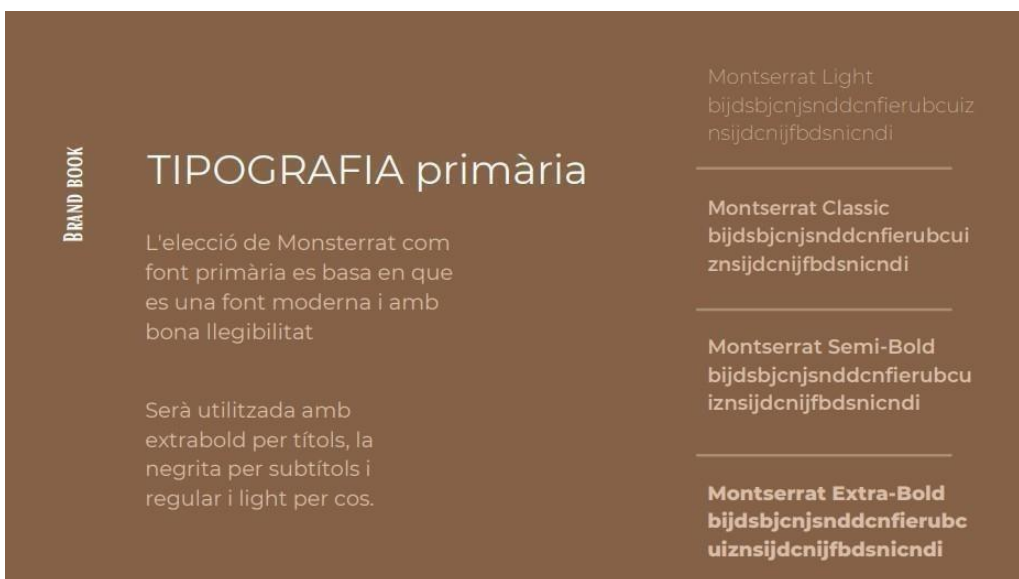 BRAND BOOK
TIPOGRAFIA primària
L'elecció de Monsterrat com
font primària es basa en que
es una font moderna i amb
bona llegibilitat
Serà utilitzada amb
extrabold per títols, la
negrita per subtítols i
regular i light per cos.
Montserrat Light
bijdsbjcnjsnddcnfierubcuiz
nsijdcnijfbdsnicndi
Montserrat Classic
bijdsbjcnjsnddcnfierubcui
znsijdcnijfbdsnicndi
Montserrat Semi-Bold
bijdsbjcnjsnddcnfierubcu
iznsijdcnijfbdsnicndi
Montserrat Extra-Bold
bijdsbjcnjsnddcnfierubc
uiznsijdcnijfbdsnicndi